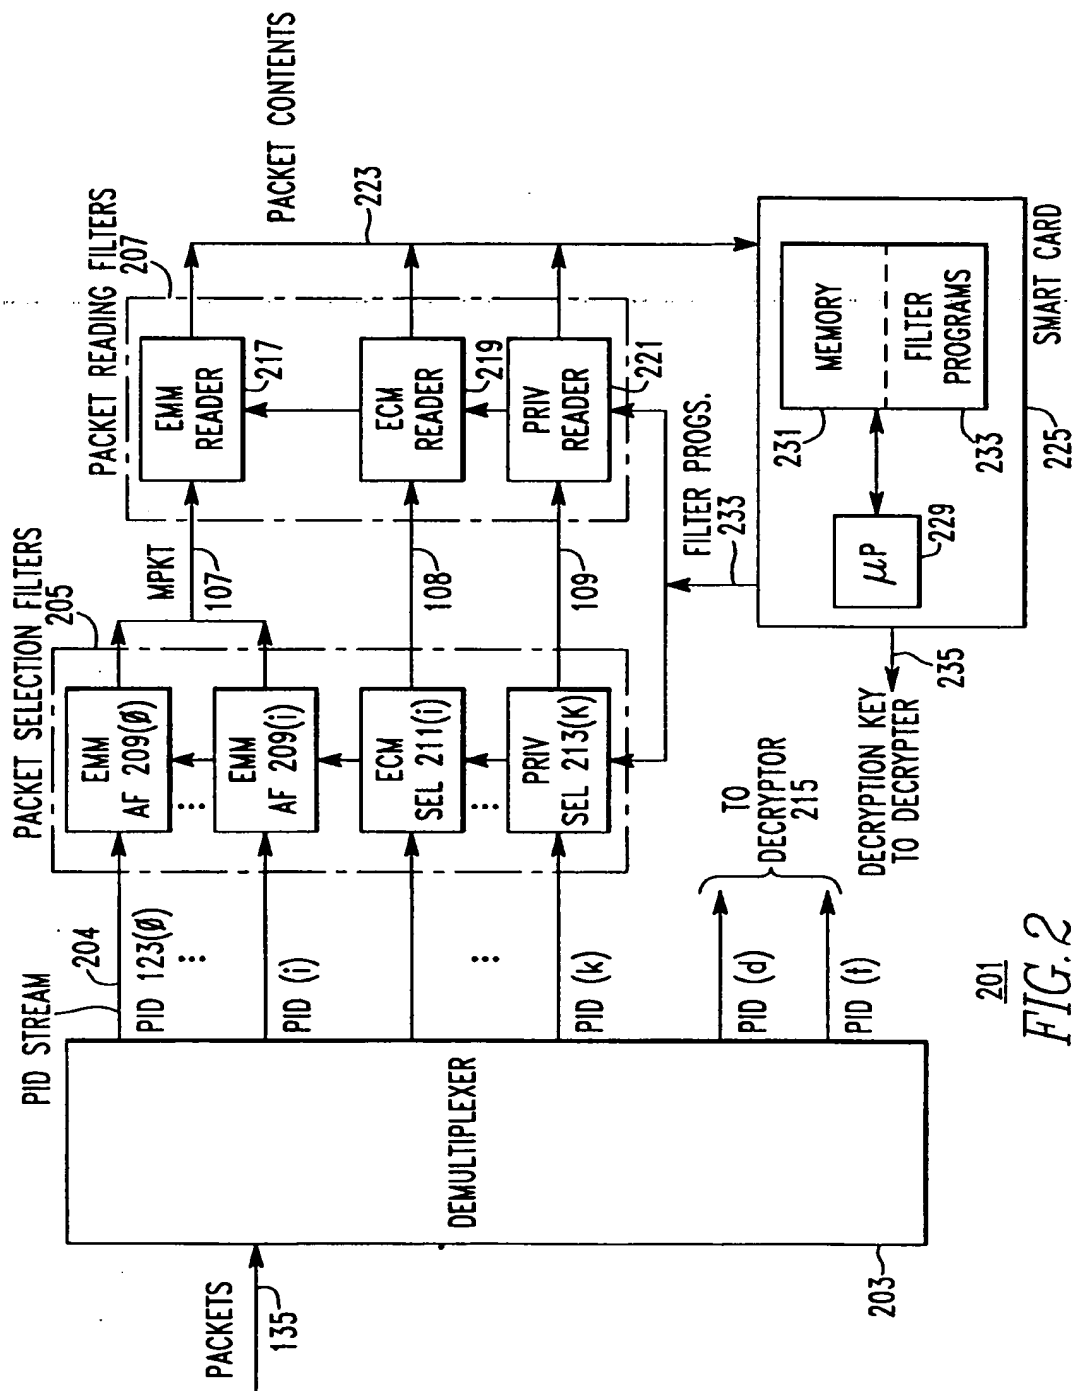 PACKETS
135
DEMULTIPLEXER
203
PID STREAM
204
PID 123(Ø)
⋮
PID (i)
⋮
PID (k)
PID (d)
PID (t)
TO
DECRYPTOR
215
PACKET SELECTION FILTERS
205
EMM
AF 209(Ø)
⋮
EMM
AF 209(i)
ECM
SEL 211(i)
⋮
PRIV
SEL 213(K)
MPKT
107
108
109
PACKET READING FILTERS
207
EMM
READER
217
ECM
READER
219
PRIV
READER
221
PACKET CONTENTS
223
FILTER PROGS.
233
μP
229
MEMORY
231
FILTER
PROGRAMS
233
225
SMART CARD
235
DECRYPTION KEY
TO DECRYPTER
201
FIG. 2